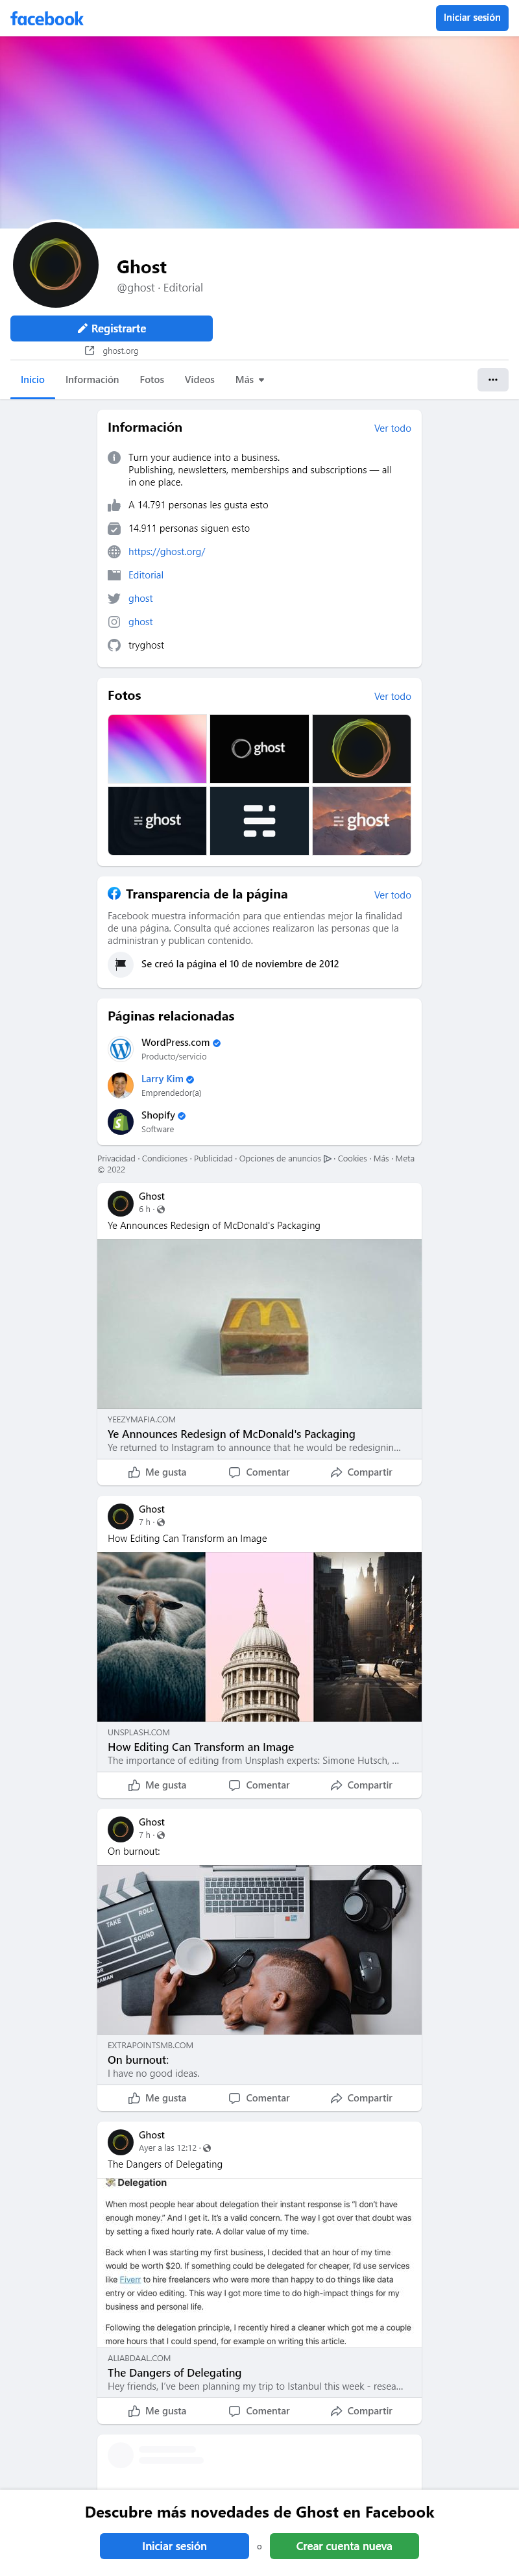 facebook
Iniciar sesión
Ghost
@ghost · Editorial
Registrarte
ghost.org
Inicio
Información
Fotos
Videos
Más
Información
Ver todo
Turn your audience into a business.
Publishing, newsletters, memberships and subscriptions — all
in one place.
A 14.791 personas les gusta esto
14.911 personas siguen esto
https://ghost.org/
Editorial
ghost
ghost
tryghost
Fotos
Ver todo
ghost
ghost
ghost
Transparencia de la página
Ver todo
Facebook muestra información para que entiendas mejor la finalidad
de una página. Consulta qué acciones realizaron las personas que la
administran y publican contenido.
Se creó la página el 10 de noviembre de 2012
Páginas relacionadas
WordPress.com
Producto/servicio
Larry Kim
Emprendedor(a)
Shopify
Software
Privacidad · Condiciones · Publicidad · Opciones de anuncios · Cookies · Más · Meta
© 2022
Ghost
6 h ·
Ye Announces Redesign of McDonald's Packaging
YEEZYMAFIA.COM
Ye Announces Redesign of McDonald's Packaging
Ye returned to Instagram to announce that he would be redesignin...
Me gusta
Comentar
Compartir
Ghost
7 h ·
How Editing Can Transform an Image
UNSPLASH.COM
How Editing Can Transform an Image
The importance of editing from Unsplash experts: Simone Hutsch, ...
Me gusta
Comentar
Compartir
Ghost
7 h ·
On burnout:
TAKE
ROLL
SOUND
EXTRAPOINTSMB.COM
On burnout:
I have no good ideas.
Me gusta
Comentar
Compartir
Ghost
Ayer a las 12:12 ·
The Dangers of Delegating
Delegation
When most people hear about delegation their instant response is "I don't have
enough money." And I get it. It's a valid concern. The way I got over that doubt was
by setting a fixed hourly rate. A dollar value of my time.
Back when I was starting my first business, I decided that an hour of my time
would be worth $20. If something could be delegated for cheaper, I'd use services
like Fiverr to hire freelancers who were more than happy to do things like data
entry or video editing. This way I got more time to do high-impact things for my
business and personal life.
Following the delegation principle, I recently hired a cleaner which got me a couple
more hours that I could spend, for example on writing this article.
ALIABDAAL.COM
The Dangers of Delegating
Hey friends, I've been planning my trip to Istanbul this week - resea...
Me gusta
Comentar
Compartir
Descubre más novedades de Ghost en Facebook
Iniciar sesión
o
Crear cuenta nueva